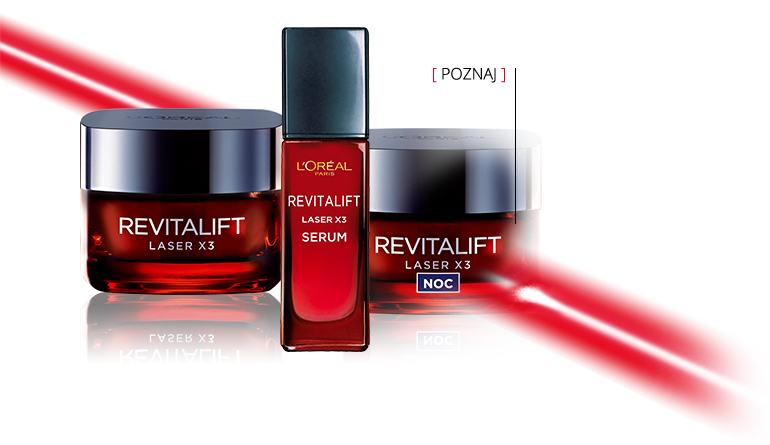 [ POZNAJ ]
REVITALIFT
LASER X3
L'ORÉAL
PARIS
REVITALIFT
LASER X3
SERUM
REVITALIFT
LASER X3
NOC